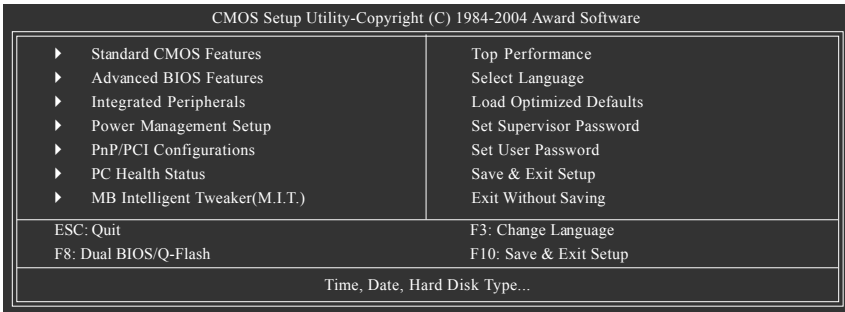 CMOS Setup Utility-Copyright (C) 1984-2004 Award Software
Standard CMOS Features
Advanced BIOS Features
Integrated Peripherals
Power Management Setup
PnP/PCI Configurations
PC Health Status
MB Intelligent Tweaker(M.I.T.)
Top Performance
Select Language
Load Optimized Defaults
Set Supervisor Password
Set User Password
Save & Exit Setup
Exit Without Saving
ESC: Quit
F8: Dual BIOS/Q-Flash
F3: Change Language
F10: Save & Exit Setup
Time, Date, Hard Disk Type...